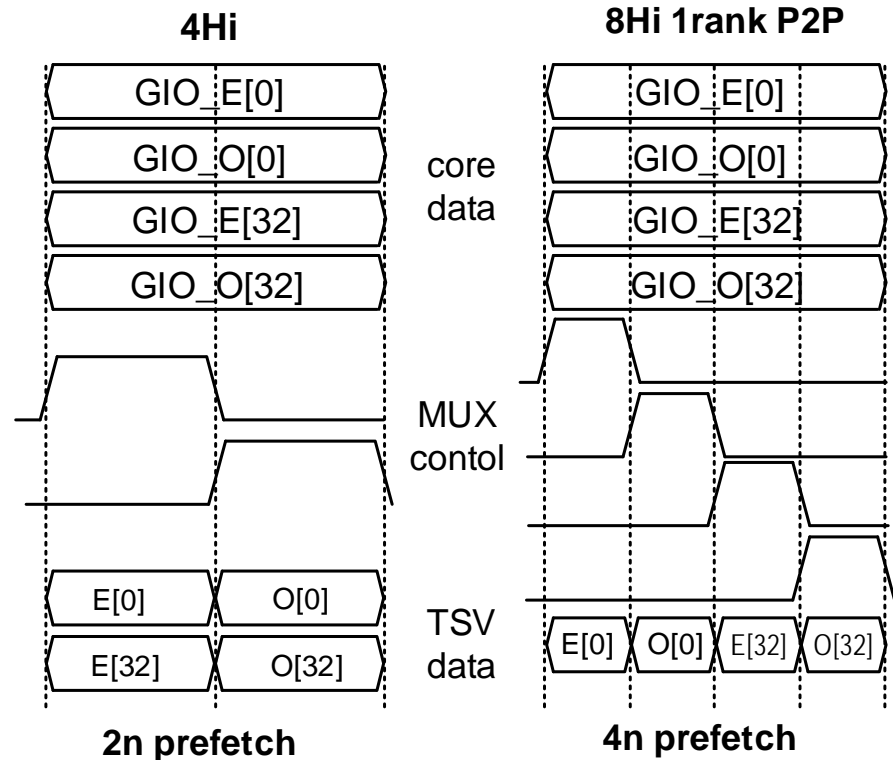 4Hi
8Hi 1rank P2P
GIO_E[0]
GIO_O[0]
GIO_E[32]
GIO_O[32]
core
data
GIO_E[0]
GIO_O[0]
GIO_E[32]
GIO_O[32]
MUX
contol
E[0] O[0]
E[32] O[32]
TSV
data
E[0] O[0] E[32] O[32]
2n prefetch
4n prefetch